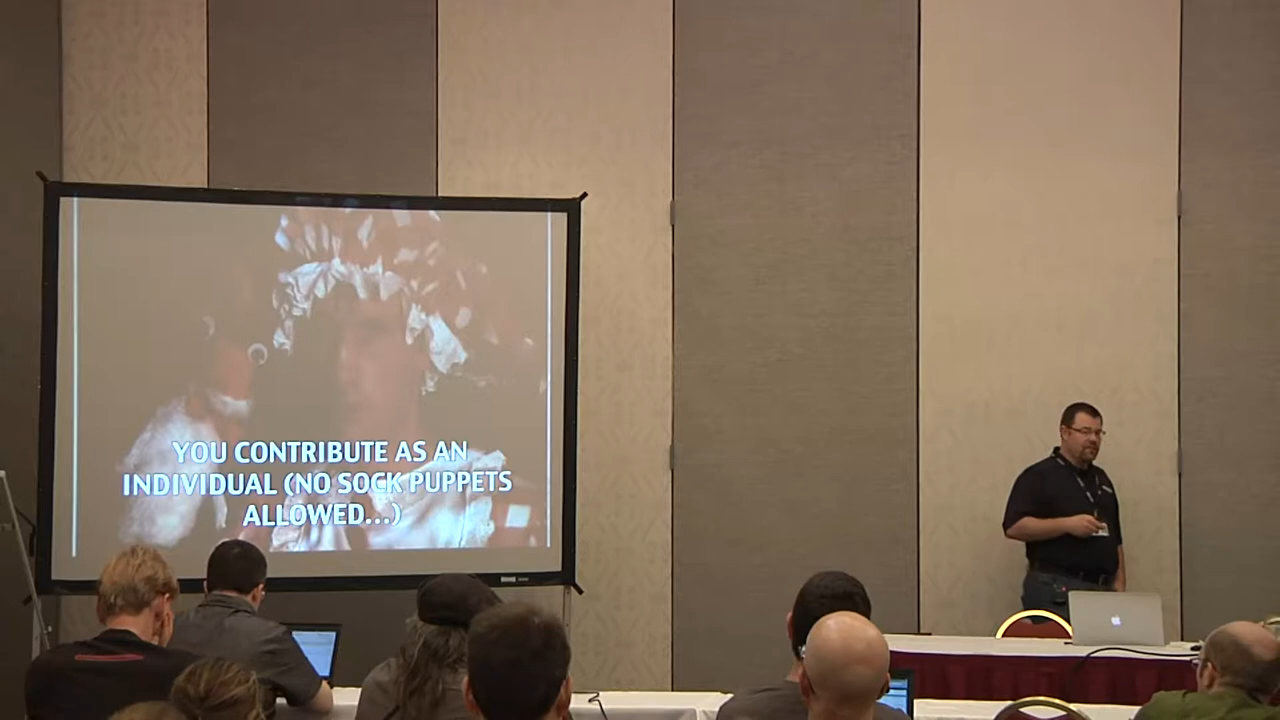 YOU CONTRIBUTE AS AN
INDIVIDUAL (NO SOCK PUPPETS
ALLOWED...)